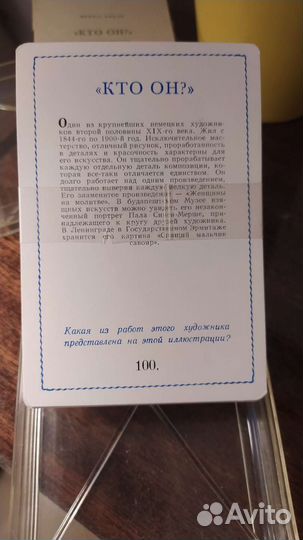 «КТО ОН?»
«КТО ОН?»
Один из крупнейших немецких художни-
ков второй половины XIX-го века. Жил с
1844-го по 1900-й год. Исключительное мас-
терство, отличный рисунок, проработанность
в деталях и красочность характерны для
его искусства. Он тщательно прорабатывает
каждую отдельную деталь композиции, ко-
торая все-таки отличается единством. Он
долго работает над одним произведением,
тщательно выверяя каждую мелкую деталь.
Его знаменитое произведение — «Женщины
на молитве». В будапештском Музее изя-
щных искусств можно увидеть его незакон-
ченный портрет Пала Синеи-Мерше, при-
надлежащего к кругу друзей художника.
В Ленинграде в Государственном Эрмитаже
хранится его картина «Спящий мальчик
савояр».
Какая из работ этого художника
представлена на этой иллюстрации?
100.
Avito